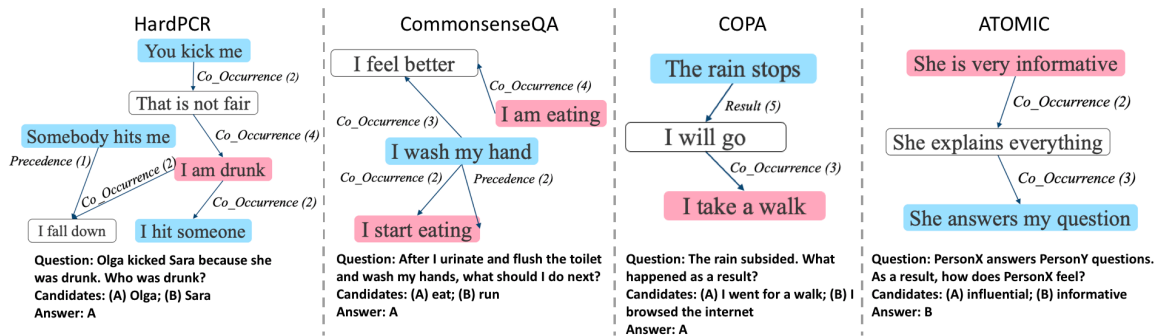 HardPCR
You kick me
Co_Occurrence (2)
That is not fair
Somebody hits me
Co_Occurrence (4)
Precedence (1)
Co_Occurrence (2)
I am drunk
Co_Occurrence (2)
I fall down
I hit someone
Question: Olga kicked Sara because she
was drunk. Who was drunk?
Candidates: (A) Olga; (B) Sara
Answer: A
CommonsenseQA
I feel better
Co_Occurrence (4)
I am eating
Co_Occurrence (3)
I wash my hand
Co_Occurrence (2)
Precedence (2)
I start eating
Question: After I urinate and flush the toilet
and wash my hands, what should I do next?
Candidates: (A) eat; (B) run
Answer: A
COPA
The rain stops
Result (5)
I will go
Co_Occurrence (3)
I take a walk
Question: The rain subsided. What
happened as a result?
Candidates: (A) I went for a walk; (B) I
browsed the internet
Answer: A
ATOMIC
She is very informative
Co_Occurrence (2)
She explains everything
Co_Occurrence (3)
She answers my question
Question: PersonX answers PersonY questions.
As a result, how does PersonX feel?
Candidates: (A) influential; (B) informative
Answer: B